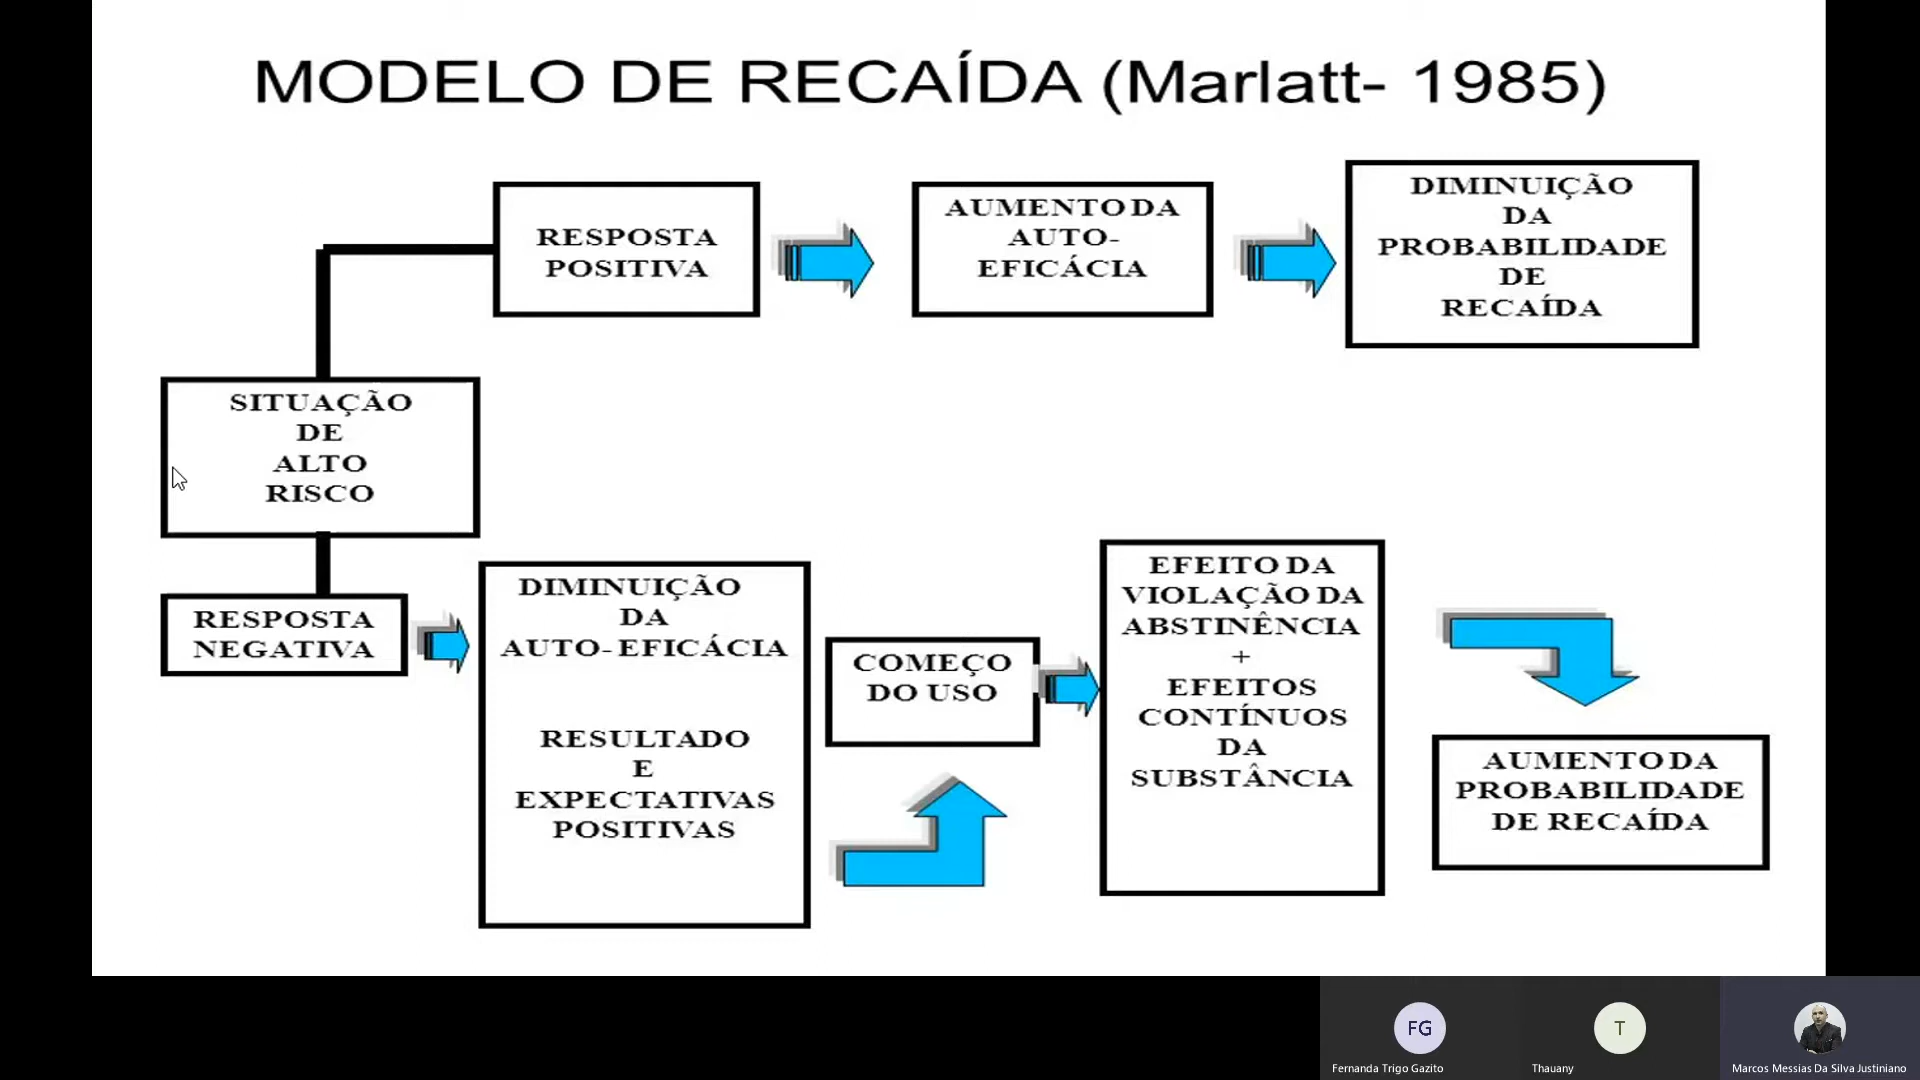 MODELO DE RECAÍDA (Marlatt- 1985)
RESPOSTA
POSITIVA
AUMENTO DA
AUTO-
EFICÁCIA
DIMINUIÇÃO
DA
PROBABILIDADE
DE
RECAÍDA
SITUAÇÃO
DE
ALTO
RISCO
RESPOSTA
NEGATIVA
DIMINUIÇÃO
DA
AUTO- EFICÁCIA
RESULTADO
E
EXPECTATIVAS
POSITIVAS
COMEÇO
DO USO
EFEITO DA
VIOLAÇÃO DA
ABSTINÊNCIA
+
EFEITOS
CONTÍNUOS
DA
SUBSTÂNCIA
AUMENTO DA
PROBABILIDADE
DE RECAÍDA
FG
Fernanda Trigo Gazito
T
Thauany
Marcos Messias Da Silva Justiniano